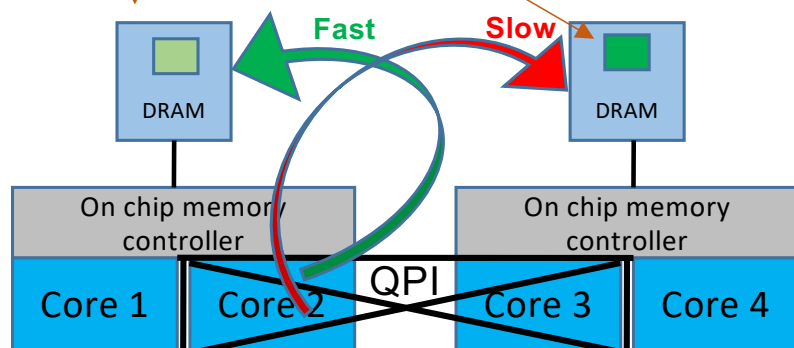 Fast
Slow
DRAM
DRAM
On chip memory
controller
On chip memory
controller
QPI
Core 1
Core 2
Core 3
Core 4